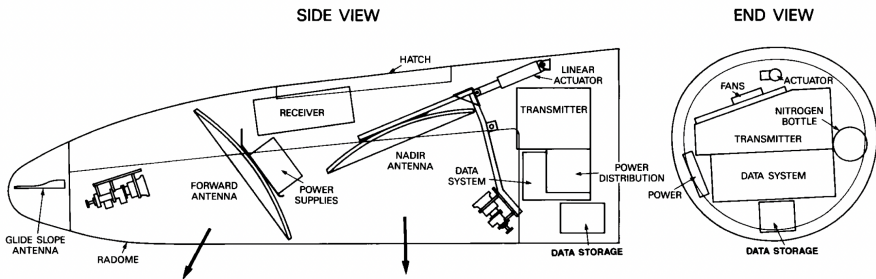 SIDE VIEW
END VIEW
HATCH
LINEAR
ACTUATOR
RECEIVER
TRANSMITTER
NADIR
ANTENNA
DATA
SYSTEM
POWER
DISTRIBUTION
FORWARD
ANTENNA
POWER
SUPPLIES
GLIDE SLOPE
ANTENNA
RADOME
DATA STORAGE
ACTUATOR
FANS
NITROGEN
BOTTLE
TRANSMITTER
DATA SYSTEM
POWER
DATA STORAGE